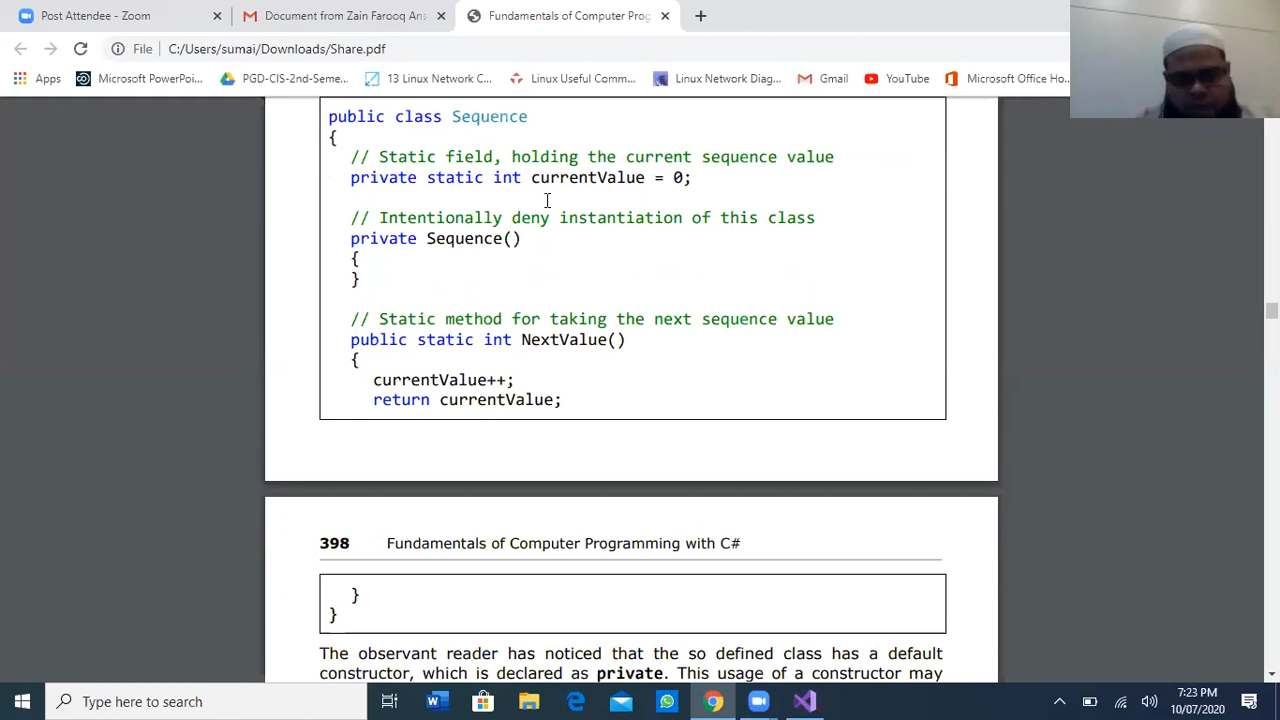 Post Attendee - Zoom
Document from Zain Farooq Ans
Fundamentals of Computer Prog
File
C:/Users/sumai/Downloads/Share.pdf
Apps
Microsoft PowerPoi...
PGD-CIS-2nd-Seme...
13 Linux Network C...
Linux Useful Comm...
Linux Network Diag...
Gmail
YouTube
Microsoft Office Ho
public class Sequence
{
// Static field, holding the current sequence value
private static int currentValue = 0;
// Intentionally deny instantiation of this class
private Sequence()
{
}
// Static method for taking the next sequence value
public static int NextValue()
{
currentValue++;
return currentValue;
398 Fundamentals of Computer Programming with C#
}
}
The observant reader has noticed that the so defined class has a default
constructor, which is declared as private. This usage of a constructor may
Type here to search
7:23 PM
10/07/2020